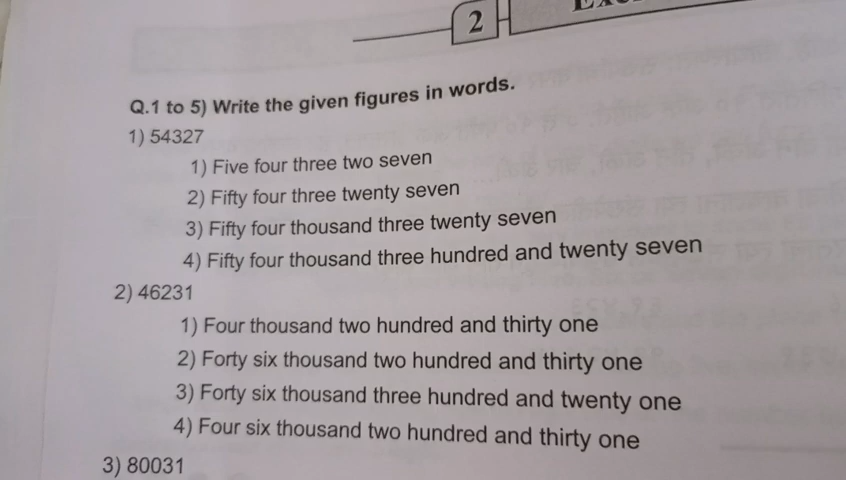 2
Q.1 to 5) Write the given figures in words.
1) 54327
1) Five four three two seven
2) Fifty four three twenty seven
3) Fifty four thousand three twenty seven
4) Fifty four thousand three hundred and twenty seven
2) 46231
1) Four thousand two hundred and thirty one
2) Forty six thousand two hundred and thirty one
3) Forty six thousand three hundred and twenty one
4) Four six thousand two hundred and thirty one
3) 80031